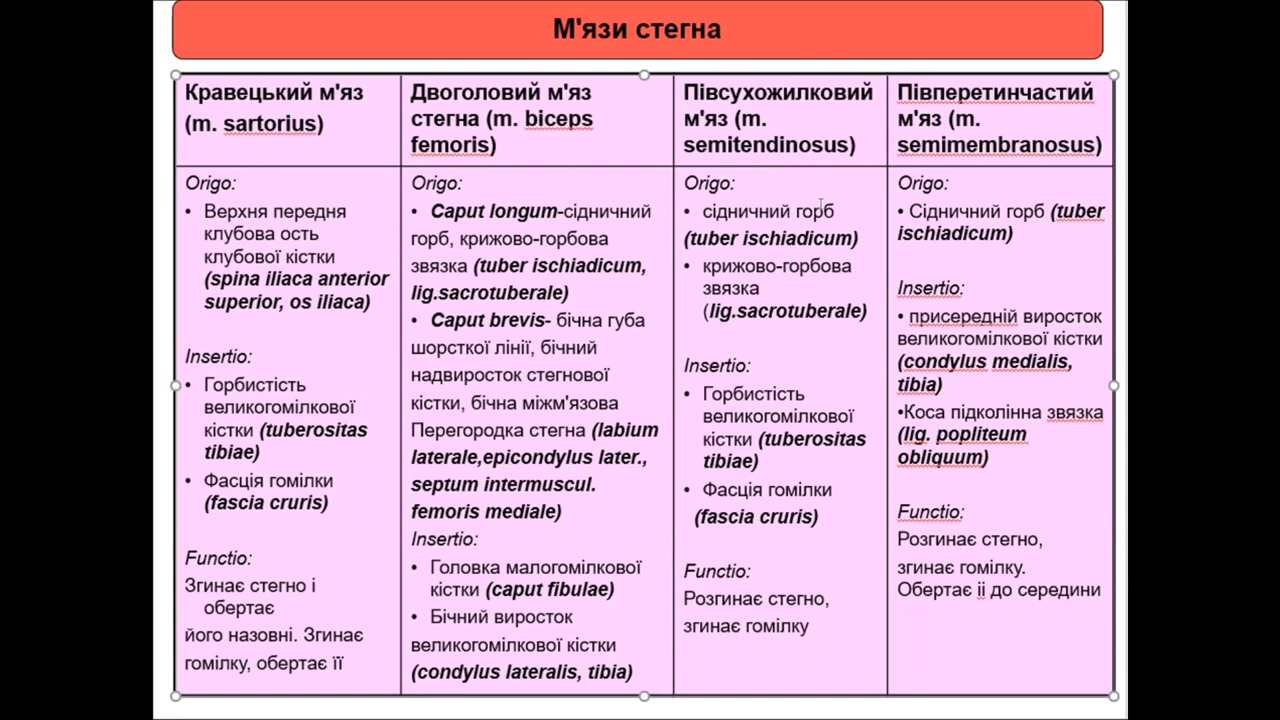 М'язи стегна
Кравецький м'яз
(m. sartorius)
Двоголовий м'яз
стегна (m. biceps
femoris)
Півсухожилковий
м'яз (m.
semitendinosus)
Півперетинчастий
м'яз (m.
semimembranosus)
Origo:
• Верхня передня
клубова ость
клубової кістки
(spina iliaca anterior
superior, os iliaca)
Insertio:
• Горбистість
великогомілкової
кістки (tuberositas
tibiae)
• Фасція гомілки
(fascia cruris)
Functio:
Згинає стегно і
обертає
його назовні. Згинає
гомілку, обертає її
Origo:
• Caput longum-сідничний
горб, крижово-горбова
звязка (tuber ischiadicum,
lig.sacrotuberale)
• Caput brevis- бічна губа
шорсткої лінії, бічний
надвиросток стегнової
кістки, бічна міжм'язова
Перегородка стегна (labium
laterale,epicondylus later.,
septum intermuscul.
femoris mediale)
Insertio:
• Головка малогомілкової
кістки (caput fibulae)
• Бічний виросток
великогомілкової кістки
(condylus lateralis, tibia)
Origo:
• сідничний горб
(tuber ischiadicum)
• крижово-горбова
звязка
(lig.sacrotuberale)
Insertio:
• Горбистість
великогомілкової
кістки (tuberositas
tibiae)
• Фасція гомілки
(fascia cruris)
Functio:
Розгинає стегно,
згинає гомілку
Origo:
• Сідничний горб (tuber
ischiadicum)
Insertio:
• присередній виросток
великогомілкової кістки
(condylus medialis,
tibia)
•Коса підколінна звязка
(lig. popliteum
obliquum)
Functio:
Розгинає стегно,
згинає гомілку.
Обертає іі до середини